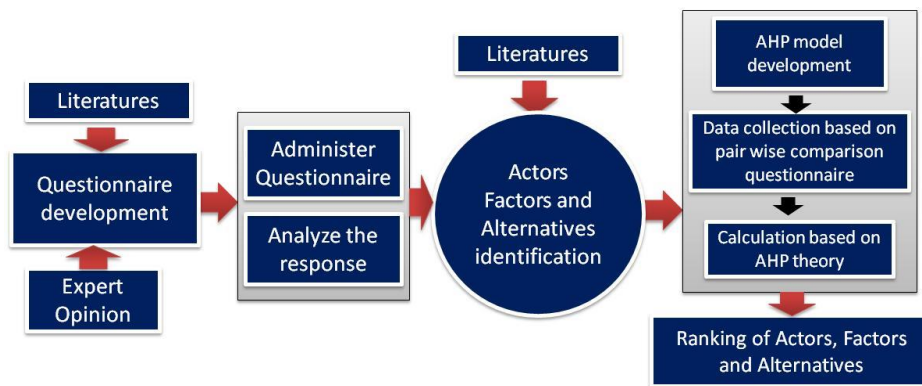 Literatures
Questionnaire
development
Expert
Opinion
Administer
Questionnaire
Analyze the
response
Literatures
Actors
Factors and
Alternatives
identification
AHP model
development
Data collection based on
pair wise comparison
questionnaire
Calculation based on
AHP theory
Ranking of Actors, Factors
and Alternatives